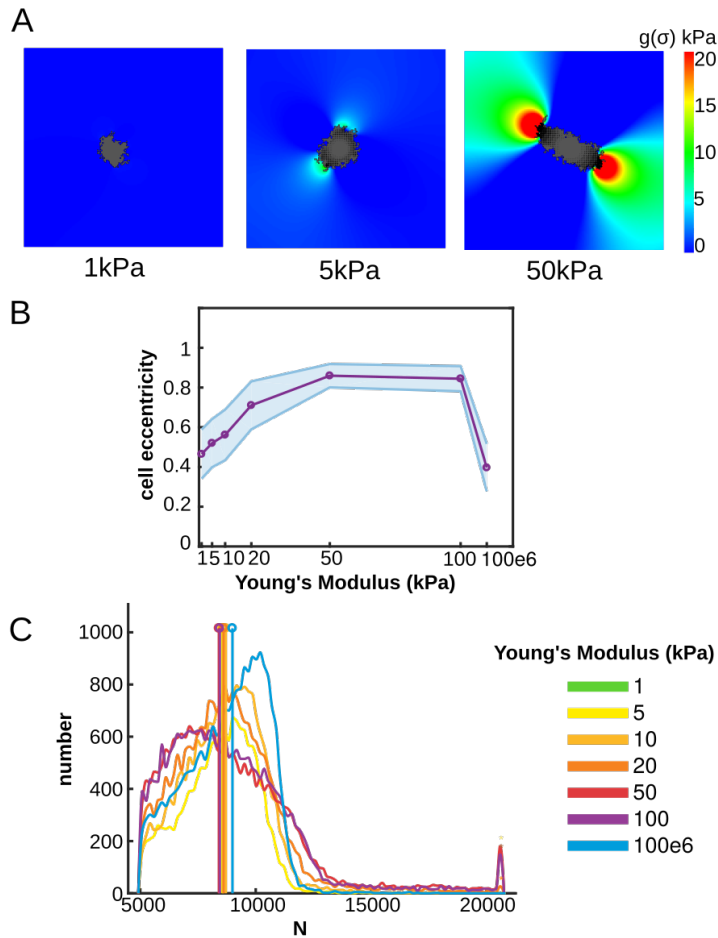 A
g(σ) kPa
20
15
10
5
0
1kPa
5kPa
50kPa
B
cell eccentricity
1
0.8
0.6
0.4
0.2
0
1 5 10 20 50 100 100e6
Young's Modulus (kPa)
C
number
1000
800
600
400
200
0
5000 10000 15000 20000
N
Young's Modulus (kPa)
1
5
10
20
50
100
100e6